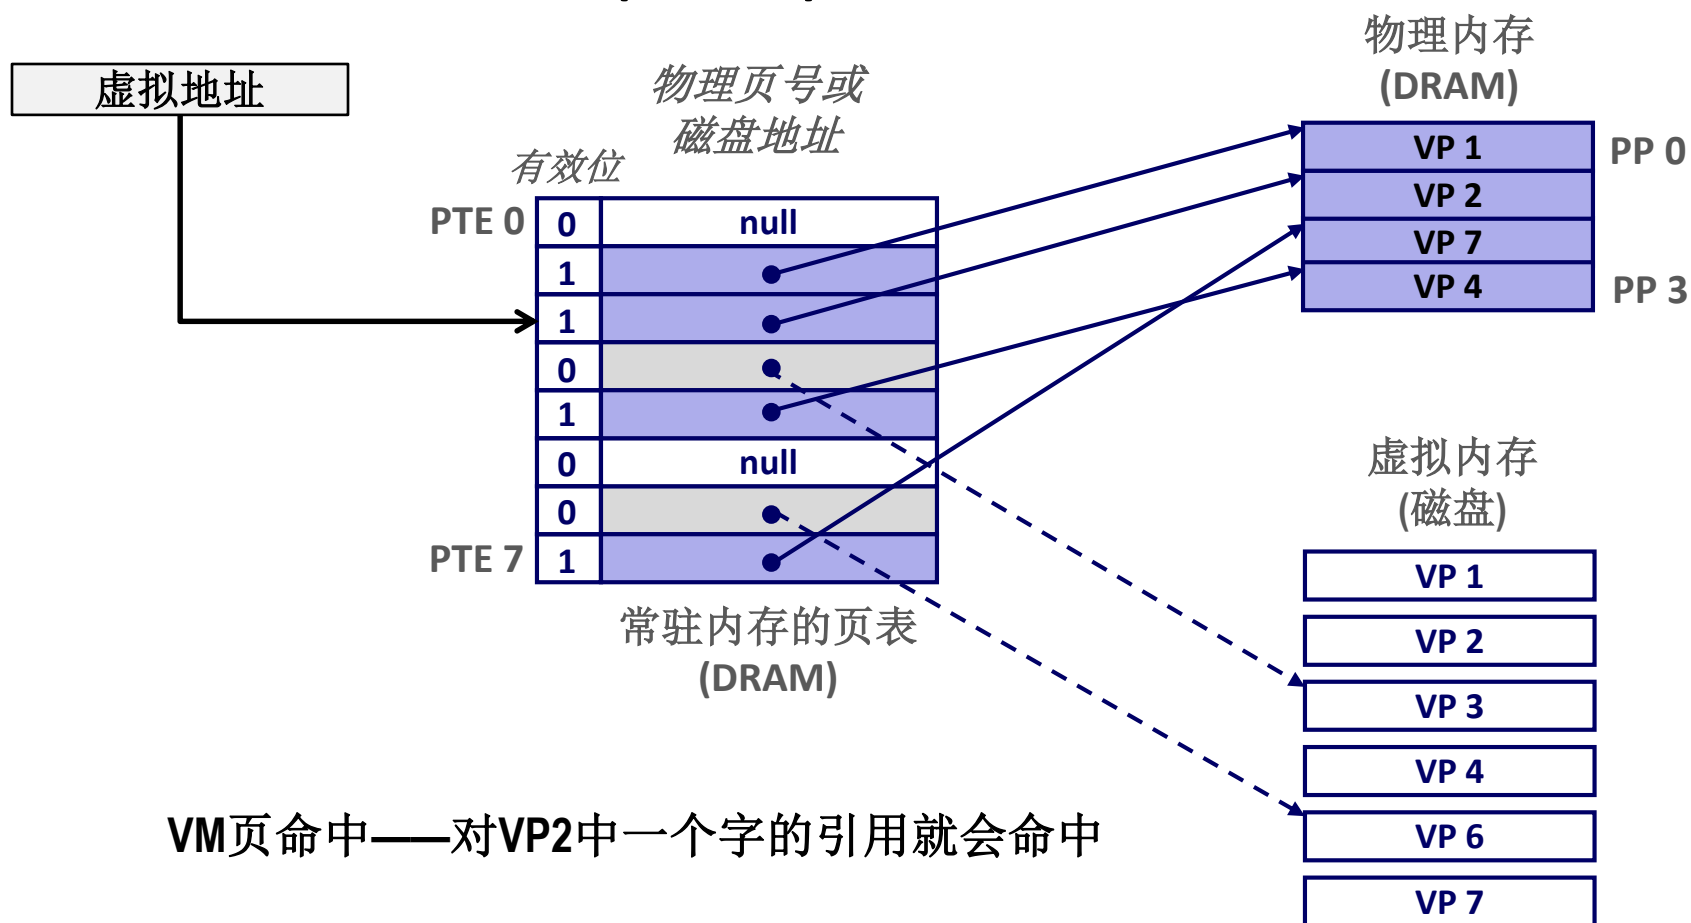 虚拟地址
物理页号或
磁盘地址
有效位
PTE 0
0
null
1
1
0
1
0
null
0
PTE 7
1
常驻内存的页表
(DRAM)
物理内存
(DRAM)
VP 1
PP 0
VP 2
VP 7
VP 4
PP 3
虚拟内存
(磁盘)
VP 1
VP 2
VP 3
VP 4
VP 6
VP 7
VM页命中——对VP2中一个字的引用就会命中